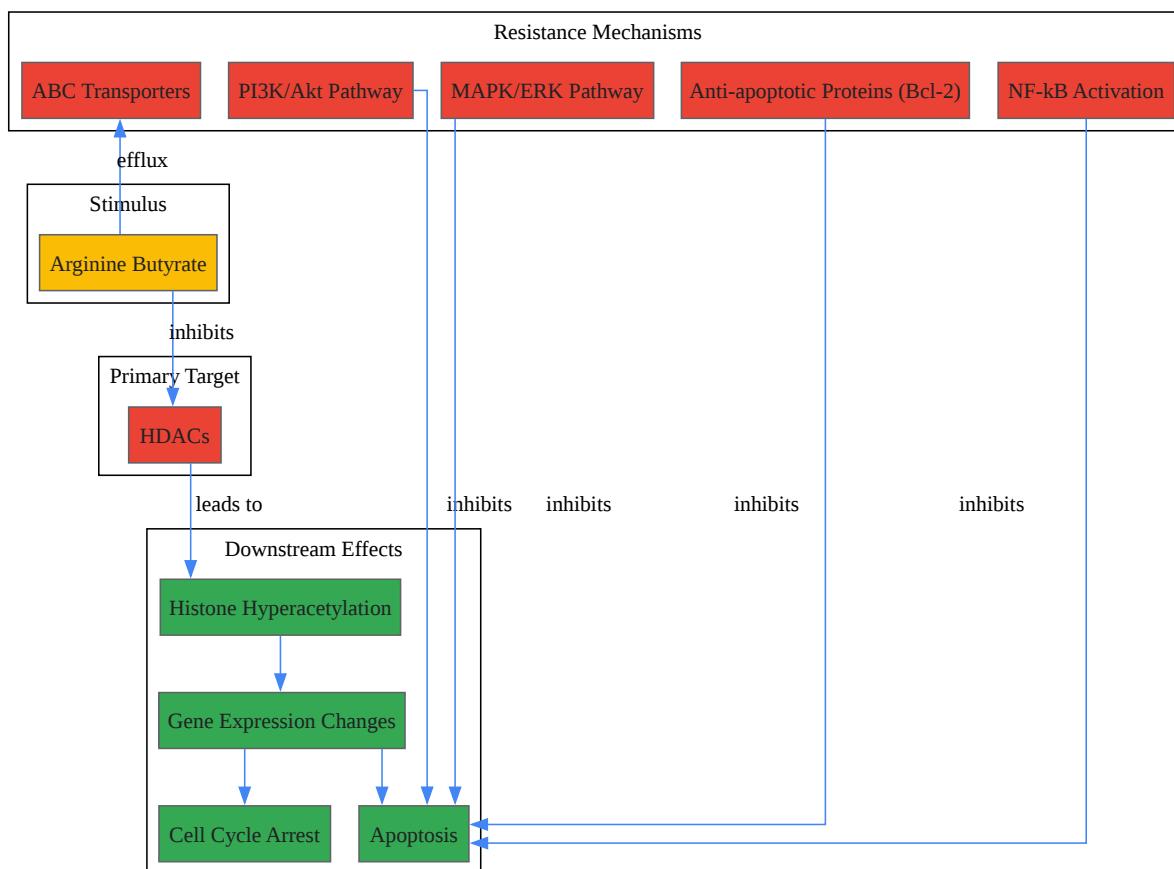 Resistance Mechanisms
ABC Transporters
PI3K/Akt Pathway
MAPK/ERK Pathway
Anti-apoptotic Proteins (Bcl-2)
NF-kB Activation
efflux
Stimulus
Arginine Butyrate
inhibits
Primary Target
HDACs
leads to
inhibits
inhibits
inhibits
inhibits
Downstream Effects
Histone Hyperacetylation
Gene Expression Changes
Cell Cycle Arrest
Apoptosis